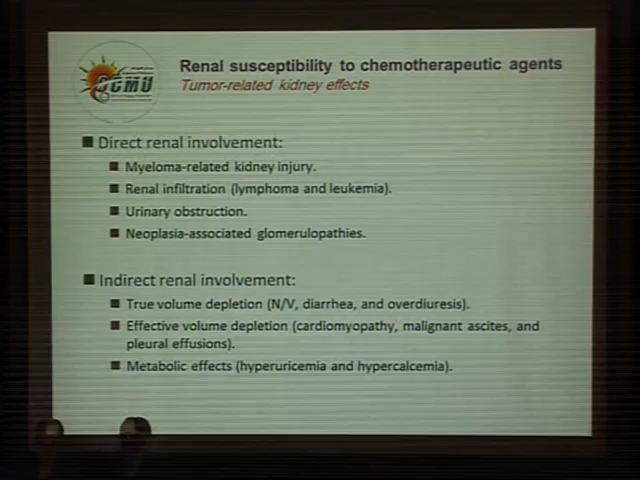 Renal susceptibility to chemotherapeutic agents
Tumor-related kidney effects
Direct renal involvement:
Myeloma-related kidney injury.
Renal infiltration (lymphoma and leukemia).
Urinary obstruction.
Neoplasia-associated glomerulopathies.
Indirect renal involvement:
True volume depletion (N/V, diarrhea, and overdiuresis).
Effective volume depletion (cardiomyopathy, malignant ascites, and
pleural effusions).
Metabolic effects (hyperuricemia and hypercalcemia).